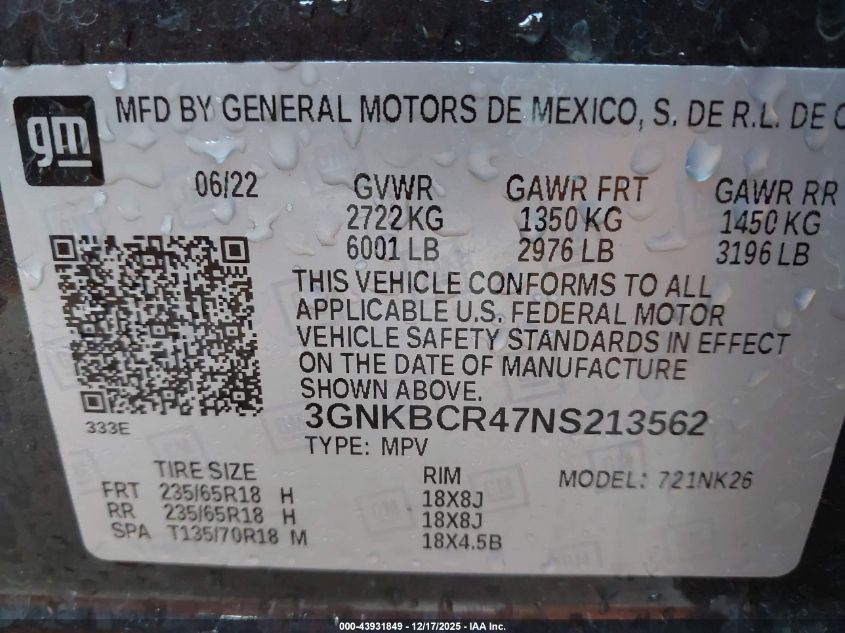 gm
MFD BY GENERAL MOTORS DE MEXICO, S. DE R.L. DE C
06/22 GVWR GAWR FRT GAWR RR
2722 KG 1350 KG 1450 KG
6001 LB 2976 LB 3196 LB
THIS VEHICLE CONFORMS TO ALL
APPLICABLE U.S. FEDERAL MOTOR
VEHICLE SAFETY STANDARDS IN EFFECT
ON THE DATE OF MANUFACTURE
SHOWN ABOVE.
3GNKBCR47NS213562
333E
TYPE: MPV
TIRE SIZE RIM MODEL: 721NK26
FRT 235/65R18 H 18X8J
RR 235/65R18 H 18X8J
SPA T135/70R18 M 18X4.5B
000-43931849 - 12/17/2025 - IAA Inc.